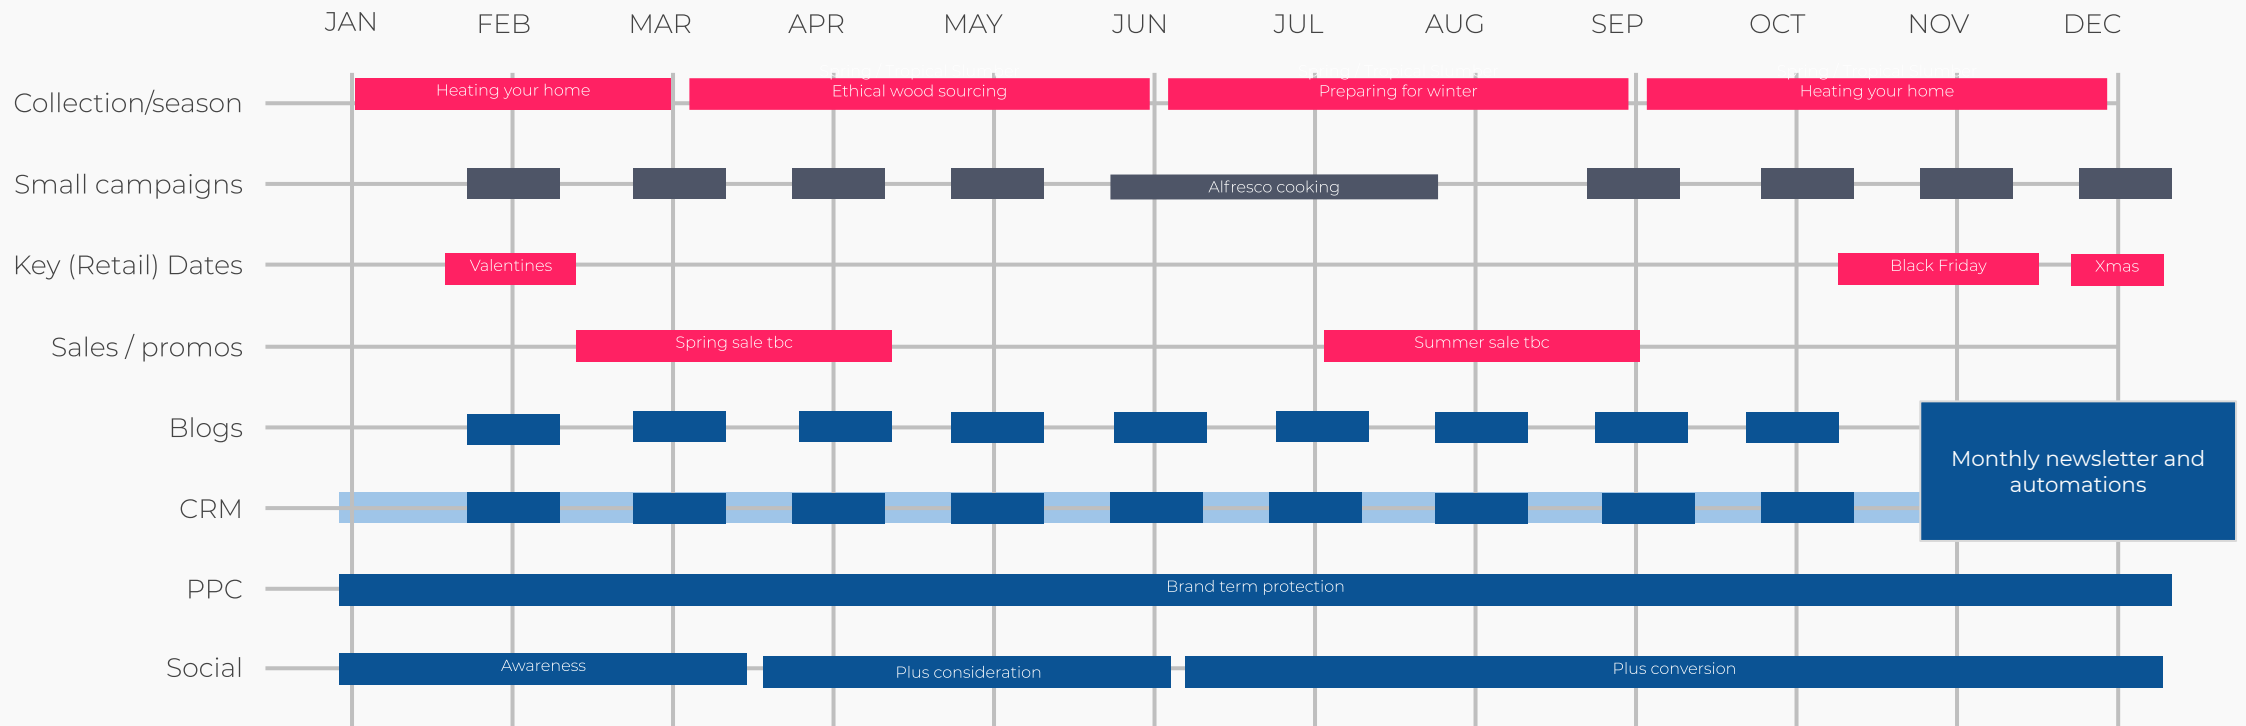 JAN FEB MAR APR MAY JUN JUL AUG SEP OCT NOV DEC
Collection/season Heating your home Ethical wood sourcing Preparing for winter Heating your home
Small campaigns Alfresco cooking
Key (Retail) Dates Valentines Black Friday Xmas
Sales / promos Spring sale tbc Summer sale tbc
Blogs
Monthly newsletter and
automations
CRM
PPC Brand term protection
Social Awareness Plus consideration Plus conversion